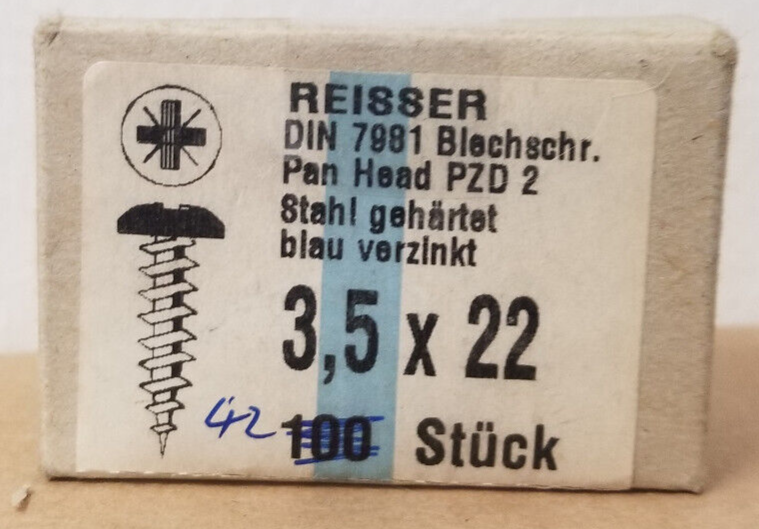 REISSER
DIN 7981 Blechschr.
Pan Head PZD 2
Stahl gehärtet
blau verzinkt
3,5 x 22
42 100 Stück